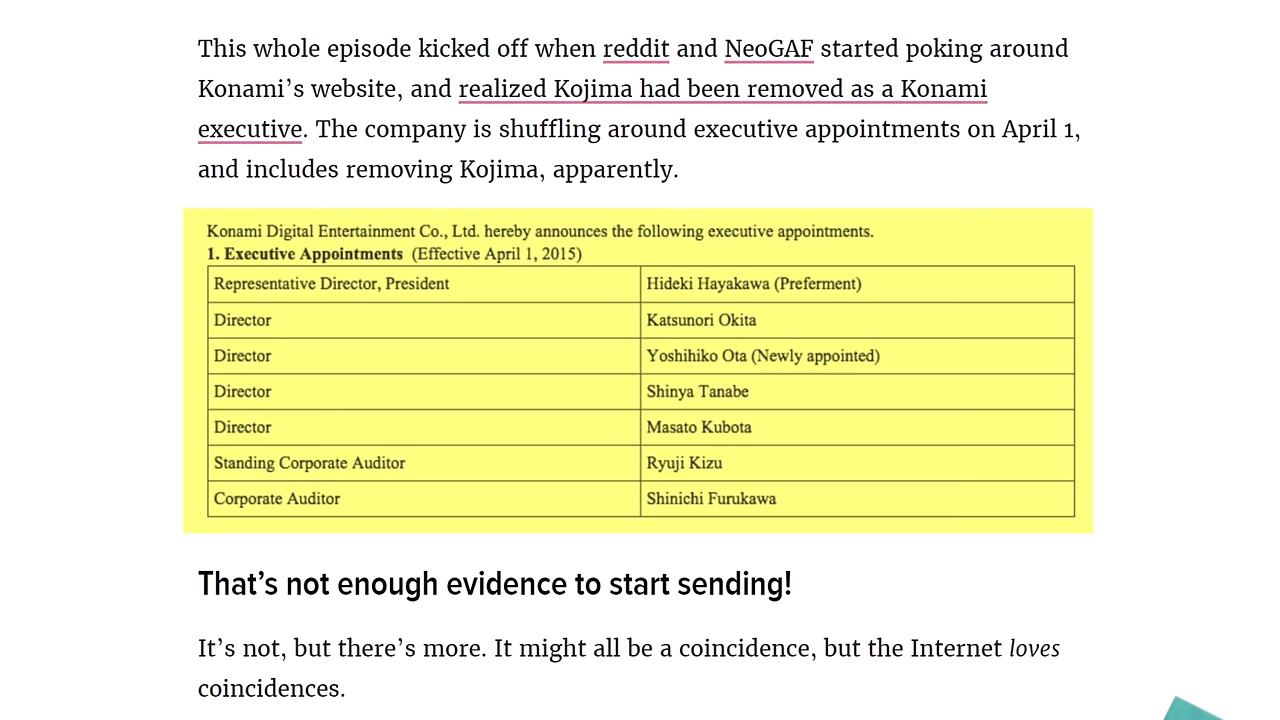 This whole episode kicked off when reddit and NeoGAF started poking around
Konami’s website, and realized Kojima had been removed as a Konami
executive. The company is shuffling around executive appointments on April 1,
and includes removing Kojima, apparently.
Konami Digital Entertainment Co., Ltd. hereby announces the following executive appointments.
1. Executive Appointments (Effective April 1, 2015)
Representative Director, President Hideki Hayakawa (Preferment)
Director Katsunori Okita
Director Yoshihiko Ota (Newly appointed)
Director Shinya Tanabe
Director Masato Kubota
Standing Corporate Auditor Ryuji Kizu
Corporate Auditor Shinichi Furukawa
That’s not enough evidence to start sending!
It’s not, but there’s more. It might all be a coincidence, but the Internet loves
coincidences.